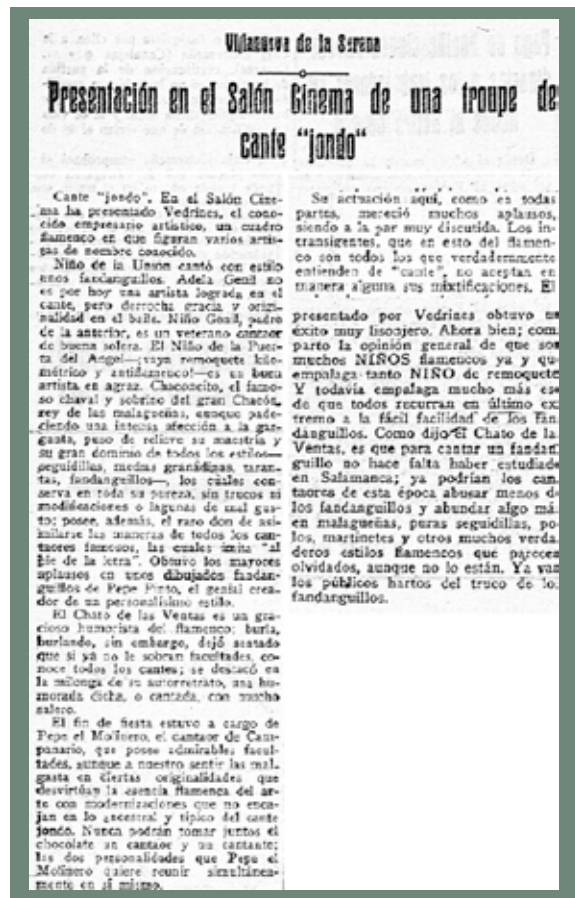 Villanueva de la Serena
Presentación en el Salón Cinema de una troupe de
cante "jondo"
Cante "jondo". En el Salón Cine-
ma ha presentado Vedrines, el cono-
cido empresario artístico, un cuadro
flamenco en que figuran varios artis-
tas de nombre conocido.
Niño de la Union cantó con estilo
unos fandanguillos. Adela Genil no
es por hoy una artista lograda en el
cante, pero derrocha gracia y origi-
nalidad en el baile. Niño Genil, padre
de la anterior, es un veterano cantaor
de buena solera. El Niño de la Puer-
ta del Angel—¡vaya remoquete kilo-
métrico y antiflamenco!—es un buen
artista en agraz. Chaconcito, el famo-
so chaval y sobrino del gran Chacón,
rey de las malagueñas, aunque pade-
ciendo una intensa afección a la gar-
ganta, puso de relieve su maestría y
su gran dominio de todos los estilos—
seguidillas, medias granadinas, taran-
tas, fandanguillos—, los cuales con-
serva en toda su pureza, sin trucos ni
modificaciones o lagunas de mal gus-
to; posee, además, el raro don de asi-
milarse las maneras de todos los can-
taores famosos, las cuales imita "al
pie de la letra". Obtuvo los mayores
aplausos en unos dibujados fandan-
guillos de Pepe Pinto, el genial crea-
dor de un personalísimo estilo.
El Chato de las Ventas es un gra-
cioso humorista del flamenco; burla,
burlando, sin embargo, dejó sentado
que si ya no le sobran facultades, co-
noce todos los cantes; se destacó en
la milonga de su autorretrato, una hu-
morada dicha, o cantada, con mucho
salero.
El fin de fiesta estuvo a cargo de
Pepe el Molinero, el cantaor de Cam-
panario, que posee admirables facul-
tades, aunque a nuestro sentir las mal-
gasta en ciertas originalidades que
desvirtúan la esencia flamenca del ar-
te con modernizaciones que no enca-
jan en lo ancestral y típico del cante
jondo. Nunca podrán tomar juntos el
chocolate un cantaor y un cantante;
las dos personalidades que Pepe el
Molinero quiere reunir simultánea-
mente en sí mismo.
Su actuación aquí, como en todas
partes, mereció muchos aplausos,
siendo a la par muy discutida. Los in-
transigentes, que en esto del flamen-
co son todos los que verdaderamente
entienden de "cante", no aceptan en
manera alguna sus mixtificaciones. El
presentado por Vedrines obtuvo un
éxito muy lisonjero. Ahora bien; com-
parto la opinión general de que son
muchos NIÑOS flamencos ya y que
empalaga tanto NIÑO de remoquete
Y todavía empalaga mucho más eso
de que todos recurran en último ex-
tremo a la fácil facilidad de los fan-
danguillos. Como dijo El Chato de las
Ventas, es que para cantar un fandan-
guillo no hace falta haber estudiado
en Salamanca; ya podrían los can-
taores de esta época abusar menos de
los fandanguillos y abundar algo más
en malagueñas, puras seguidillas, po-
los, martinetes y otros muchos verda-
deros estilos flamencos que parecen
olvidados, aunque no lo están. Ya van
los públicos hartos del truco de los
fandanguillos.